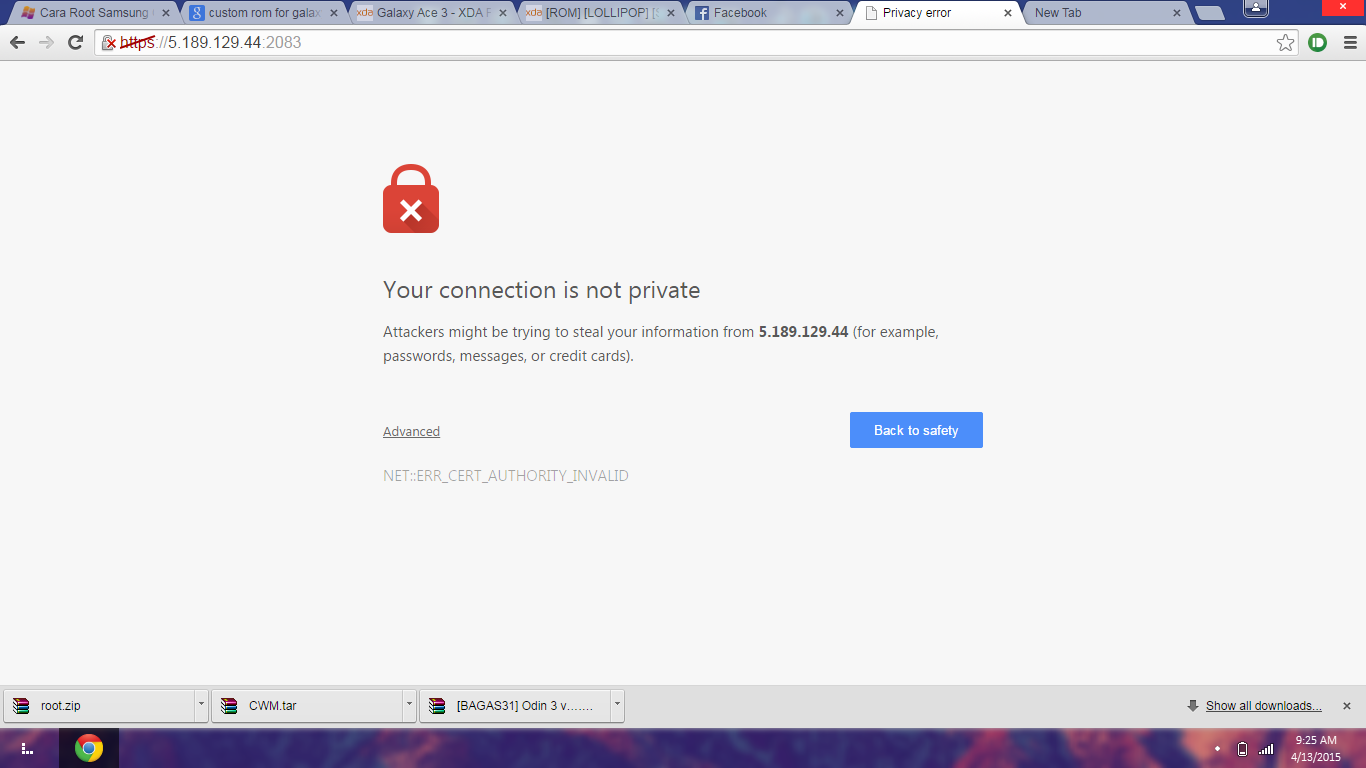 Cara Root Samsung
custom rom for galax
xda Galaxy Ace 3 - XDA F
xda [ROM] [LOLLIPOP] [
Facebook
Privacy error
New Tab
https://5.189.129.44:2083
Your connection is not private
Attackers might be trying to steal your information from 5.189.129.44 (for example,
passwords, messages, or credit cards).
Advanced
Back to safety
NET::ERR_CERT_AUTHORITY_INVALID
root.zip
CWM.tar
[BAGAS31] Odin 3 v.......
Show all downloads...
9:25 AM
4/13/2015